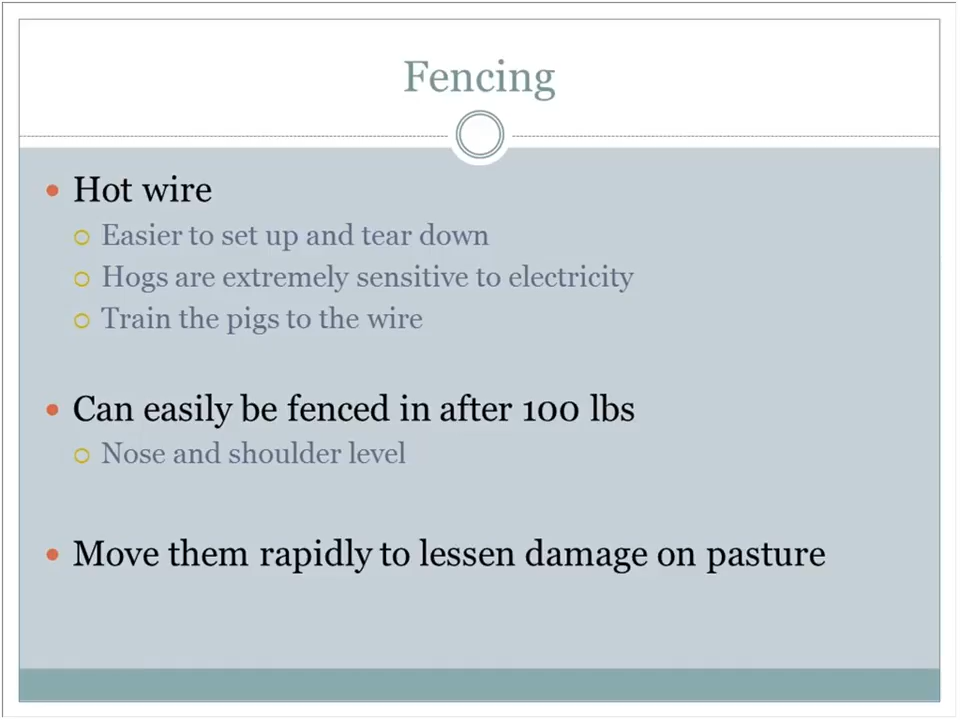 Fencing
Hot wire
Easier to set up and tear down
Hogs are extremely sensitive to electricity
Train the pigs to the wire
Can easily be fenced in after 100 lbs
Nose and shoulder level
Move them rapidly to lessen damage on pasture